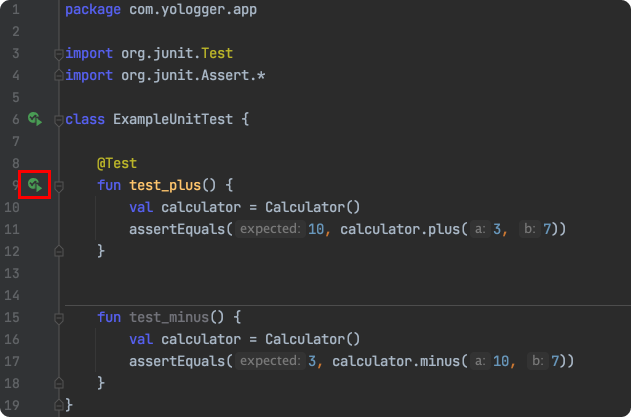 1 package com.yologger.app
2
3 import org.junit.Test
4 import org.junit.Assert.*
5
6 class ExampleUnitTest {
7
8 @Test
9 fun test_plus() {
10 val calculator = Calculator()
11 assertEquals( expected: 10, calculator.plus( a: 3, b: 7))
12 }
13
14
15 fun test_minus() {
16 val calculator = Calculator()
17 assertEquals( expected: 3, calculator.minus( a: 10, b: 7))
18 }
19 }